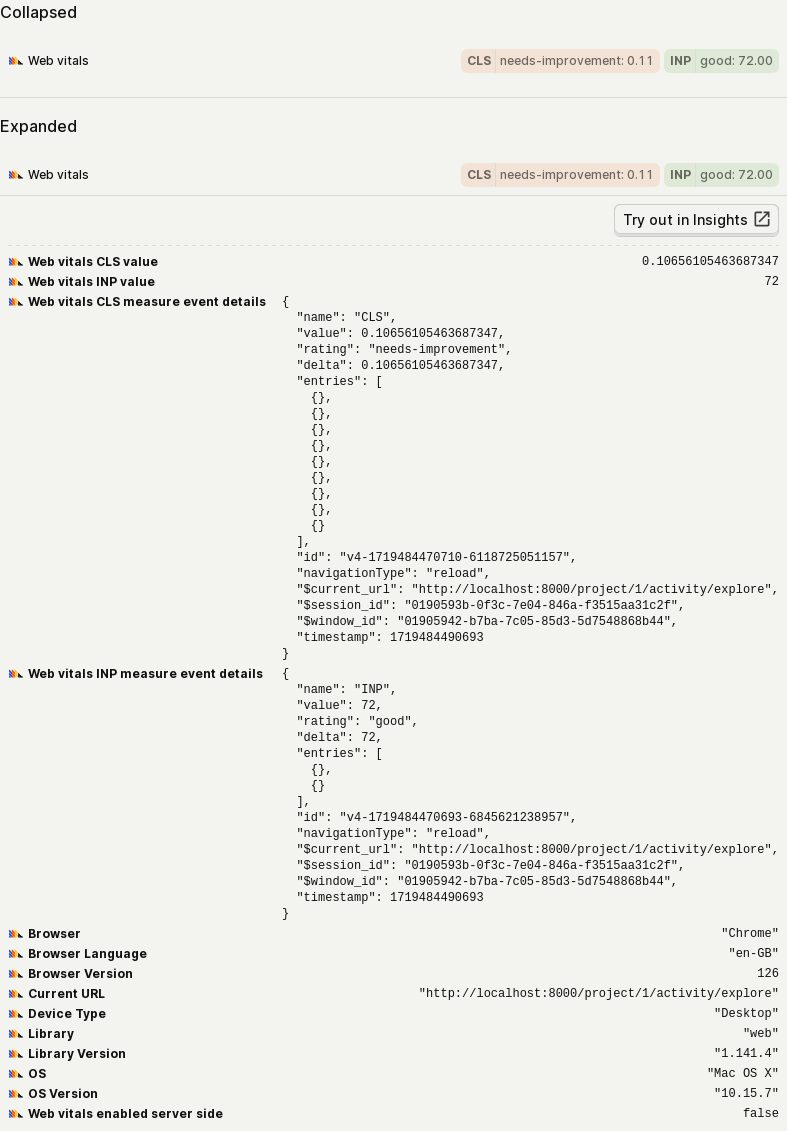 Collapsed
Web vitals CLS needs-improvement: 0.11 INP good: 72.00
Expanded
Web vitals CLS needs-improvement: 0.11 INP good: 72.00
Try out in Insights
Web vitals CLS value 0.10656105463687347
Web vitals INP value 72
Web vitals CLS measure event details {
"name": "CLS",
"value": 0.10656105463687347,
"rating": "needs-improvement",
"delta": 0.10656105463687347,
"entries": [
{},
{},
{},
{},
{},
{},
{},
{},
{}
],
"id": "v4-1719484470710-6118725051157",
"navigationType": "reload",
"$current_url": "http://localhost:8000/project/1/activity/explore",
"$session_id": "0190593b-0f3c-7e04-846a-f3515aa31c2f",
"$window_id": "01905942-b7ba-7c05-85d3-5d7548868b44",
"timestamp": 1719484490693
}
Web vitals INP measure event details {
"name": "INP",
"value": 72,
"rating": "good",
"delta": 72,
"entries": [
{},
{}
],
"id": "v4-1719484470693-6845621238957",
"navigationType": "reload",
"$current_url": "http://localhost:8000/project/1/activity/explore",
"$session_id": "0190593b-0f3c-7e04-846a-f3515aa31c2f",
"$window_id": "01905942-b7ba-7c05-85d3-5d7548868b44",
"timestamp": 1719484490693
}
Browser "Chrome"
Browser Language "en-GB"
Browser Version 126
Current URL "http://localhost:8000/project/1/activity/explore"
Device Type "Desktop"
Library "web"
Library Version "1.141.4"
OS "Mac OS X"
OS Version "10.15.7"
Web vitals enabled server side false